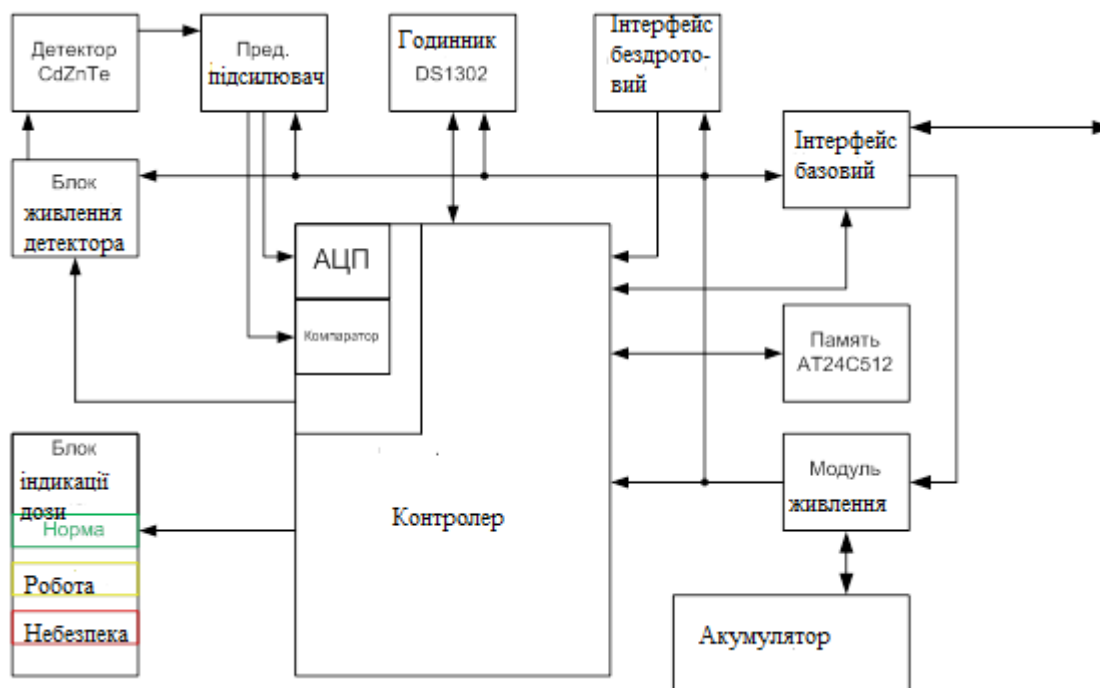 Детектор
CdZnTe
Пред.
підсилювач
Годинник
DS1302
Інтерфейс
бездрото-
вий
Інтерфейс
базовий
Блок
живлення
детектора
АЦП
Компаратор
Память
AT24C512
Блок
індикації
дози
Норма
Робота
Небезпека
Контролер
Модуль
живлення
Акумулятор